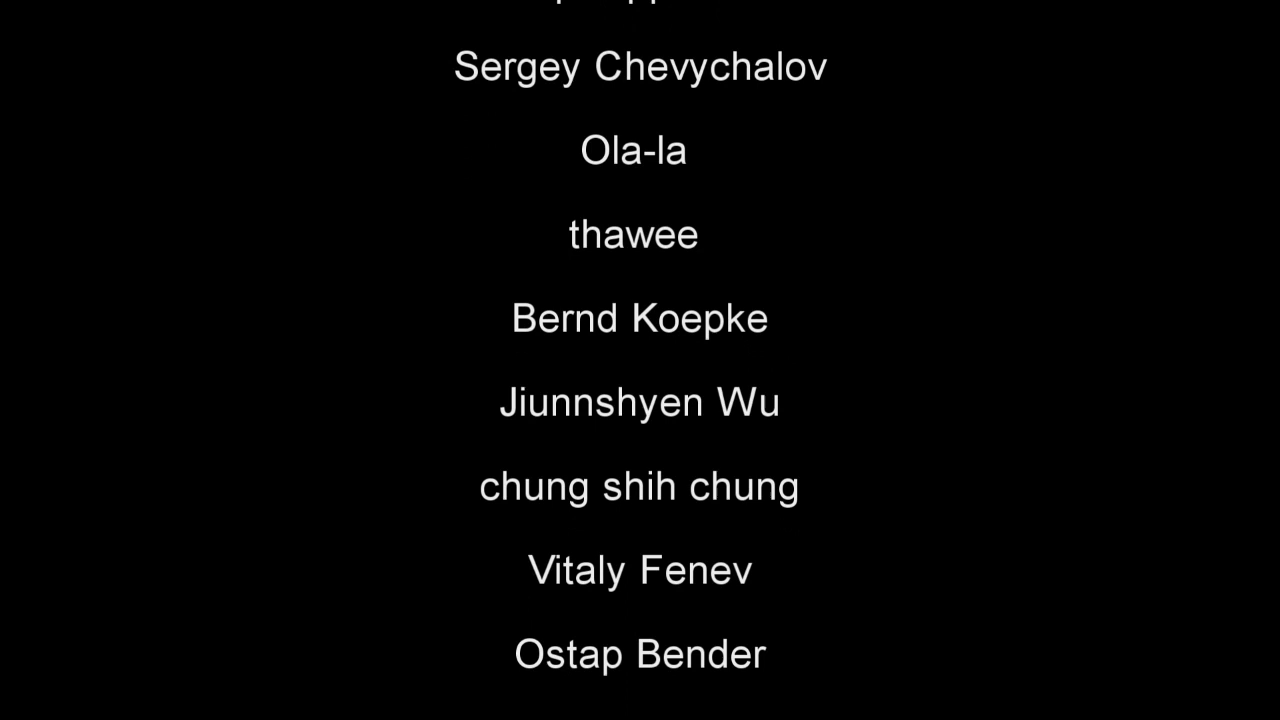 Sergey Chevychalov
Ola-la
thawee
Bernd Koepke
Jiunnshyen Wu
chung shih chung
Vitaly Fenev
Ostap Bender